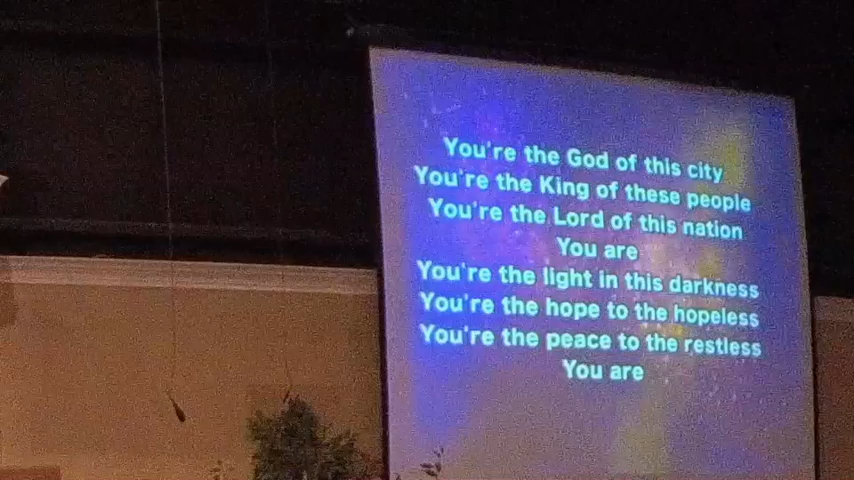 You're the God of this city
You're the King of these people
You're the Lord of this nation
You are
You're the light in this darkness
You're the hope to the hopeless
You're the peace to the restless
You are